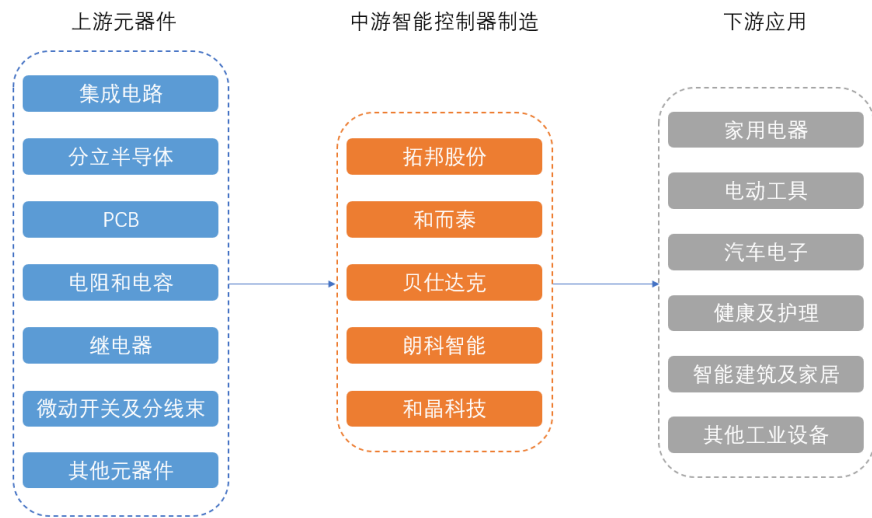 上游元器件
集成电路
分立半导体
PCB
电阻和电容
继电器
微动开关及分线束
其他元器件
中游智能控制器制造
拓邦股份
和而泰
贝仕达克
朗科智能
和晶科技
下游应用
家用电器
电动工具
汽车电子
健康及护理
智能建筑及家居
其他工业设备